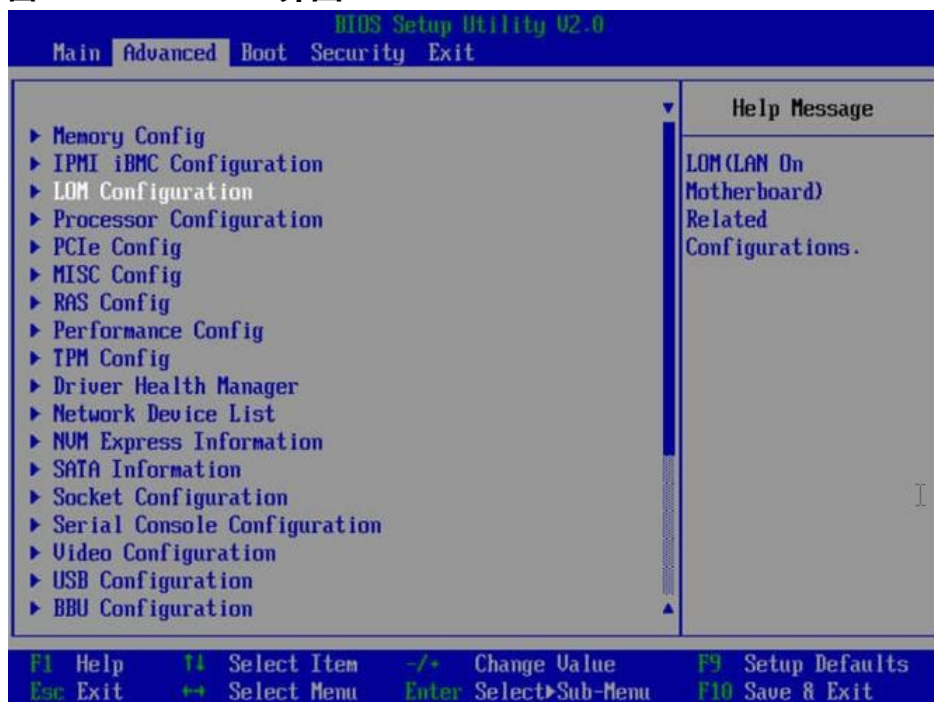 BIOS Setup Utility V2.0
Main Advanced Boot Security Exit
Help Message
▶ Memory Config
▶ IPMI iBMC Configuration
▶ LOM Configuration
▶ Processor Configuration
▶ PCIe Config
▶ MISC Config
▶ RAS Config
▶ Performance Config
▶ TPM Config
▶ Driver Health Manager
▶ Network Device List
▶ NVM Express Information
▶ SATA Information
▶ Socket Configuration
▶ Serial Console Configuration
▶ Video Configuration
▶ USB Configuration
▶ BBU Configuration
LOM(LAN On
Motherboard)
Related
Configurations.
F1 Help ↑↓ Select Item -/+ Change Value F9 Setup Defaults
Esc Exit ↔ Select Menu Enter Select▶Sub-Menu F10 Save & Exit